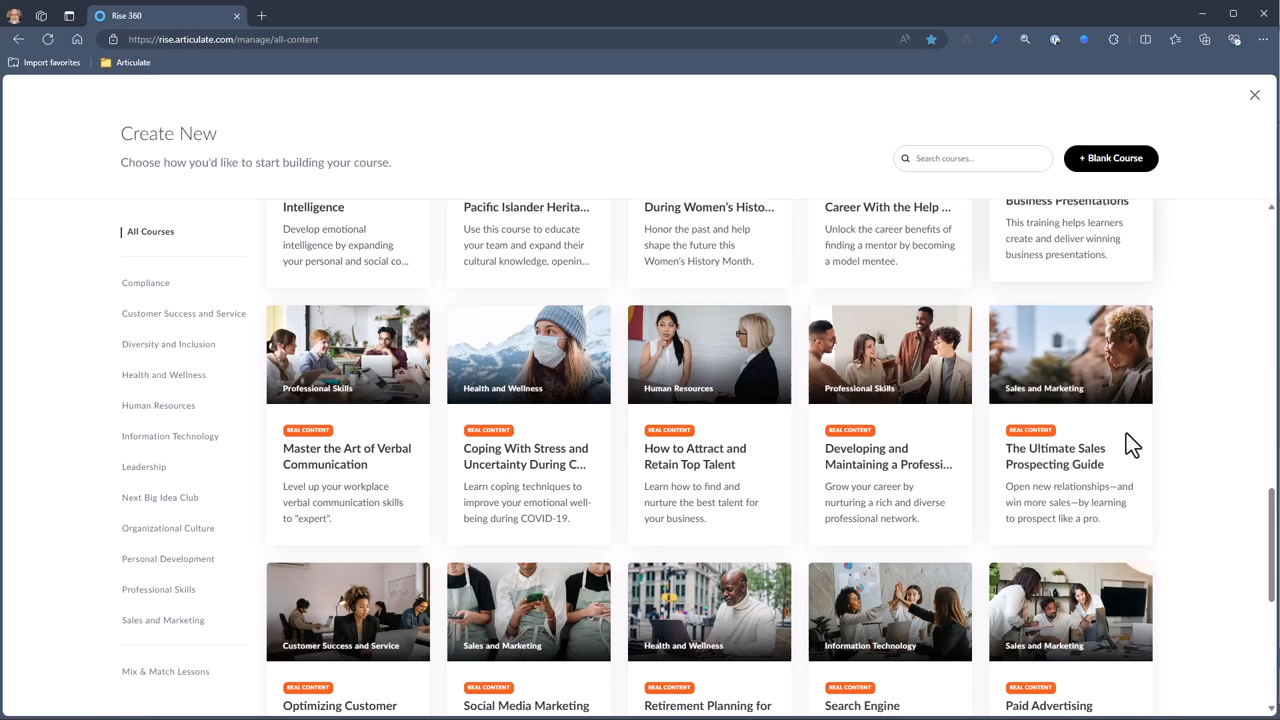 Rise 360
https://rise.articulate.com/manage/all-content
Import favorites
Articulate
Create New
Choose how you'd like to start building your course.
Search courses...
+ Blank Course
All Courses
Compliance
Customer Success and Service
Diversity and Inclusion
Health and Wellness
Human Resources
Information Technology
Leadership
Next Big Idea Club
Organizational Culture
Personal Development
Professional Skills
Sales and Marketing
Mix & Match Lessons
Intelligence
Develop emotional
intelligence by expanding
your personal and social co...
Pacific Islander Herita...
Use this course to educate
your team and expand their
cultural knowledge, openin...
During Women's Histo...
Honor the past and help
shape the future this
Women's History Month.
Career With the Help ...
Unlock the career benefits of
finding a mentor by becoming
a model mentee.
Business Presentations
This training helps learners
create and deliver winning
business presentations.
Professional Skills
REAL CONTENT
Master the Art of Verbal
Communication
Level up your workplace
verbal communication skills
to "expert".
Health and Wellness
REAL CONTENT
Coping With Stress and
Uncertainty During C...
Learn coping techniques to
improve your emotional well-
being during COVID-19.
Human Resources
REAL CONTENT
How to Attract and
Retain Top Talent
Learn how to find and
nurture the best talent for
your business.
Professional Skills
REAL CONTENT
Developing and
Maintaining a Professi...
Grow your career by
nurturing a rich and diverse
professional network.
Sales and Marketing
REAL CONTENT
The Ultimate Sales
Prospecting Guide
Open new relationships—and
win more sales—by learning
to prospect like a pro.
Customer Success and Service
REAL CONTENT
Optimizing Customer
Sales and Marketing
REAL CONTENT
Social Media Marketing
Health and Wellness
REAL CONTENT
Retirement Planning for
Information Technology
REAL CONTENT
Search Engine
Sales and Marketing
REAL CONTENT
Paid Advertising